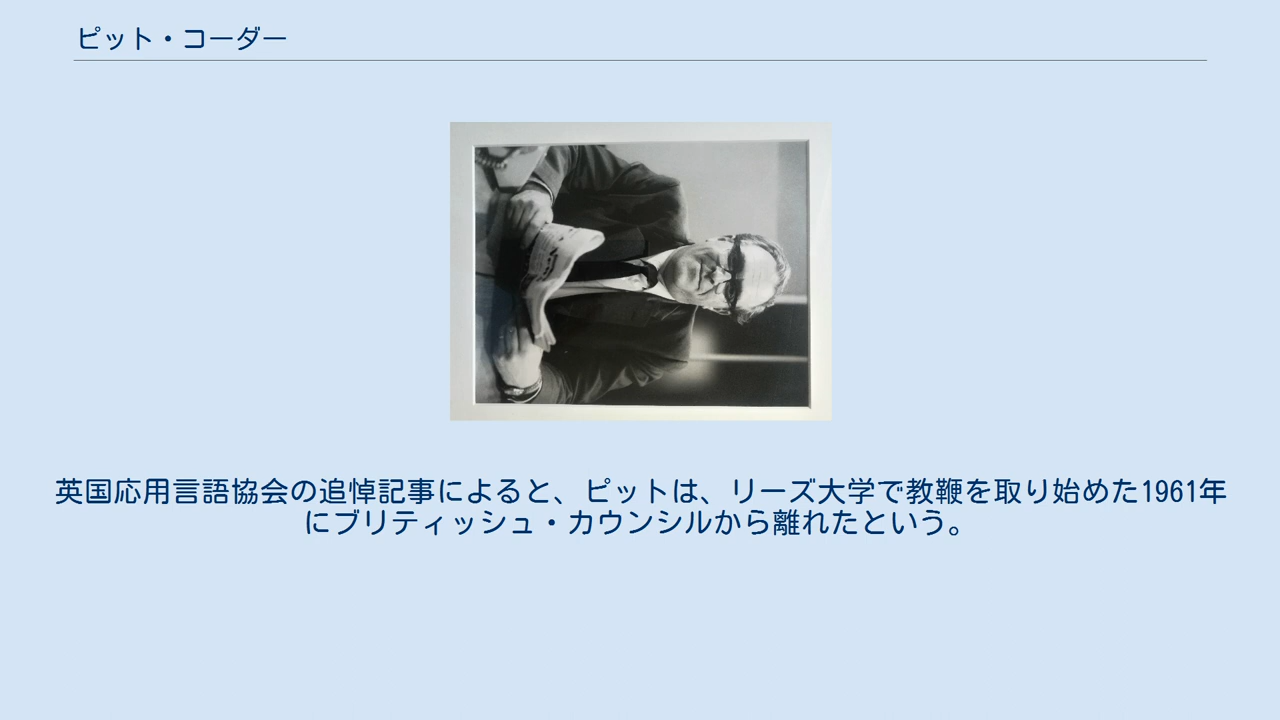 ピット・コーダー
英国応用言語協会の追悼記事によると、ピットは、リーズ大学で教鞭を取り始めた1961年
にブリティッシュ・カウンシルから離れたという。